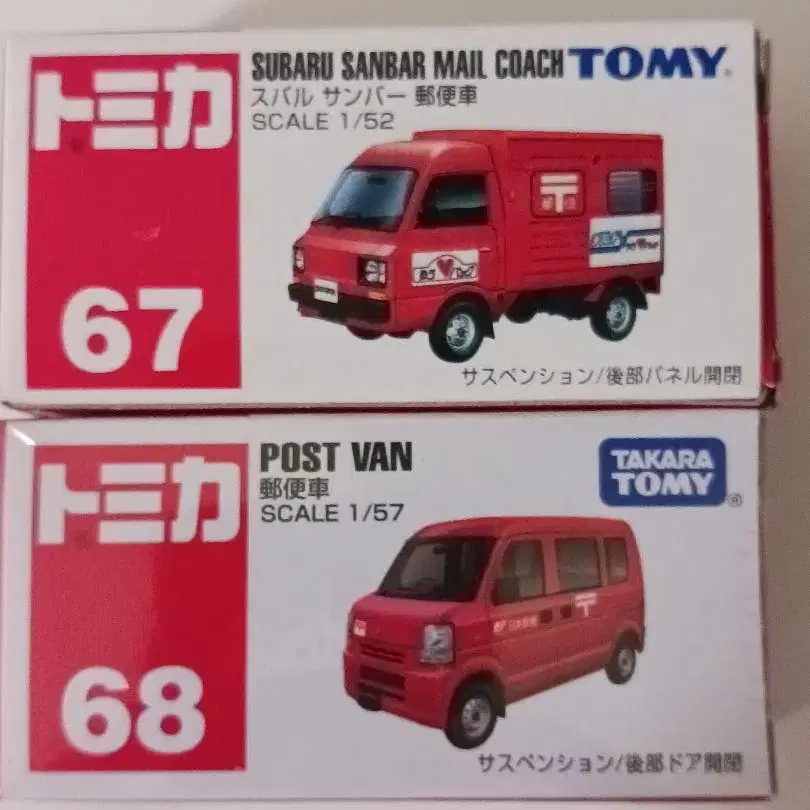 トミカ
67
SUBARU SANBAR MAIL COACH TOMY
スバル サンバー 郵便車
SCALE 1/52
サスペンション/後部パネル開閉
トミカ
68
POST VAN
TAKARA TOMY
郵便車
SCALE 1/57
〒
サスペンション/後部ドア開閉